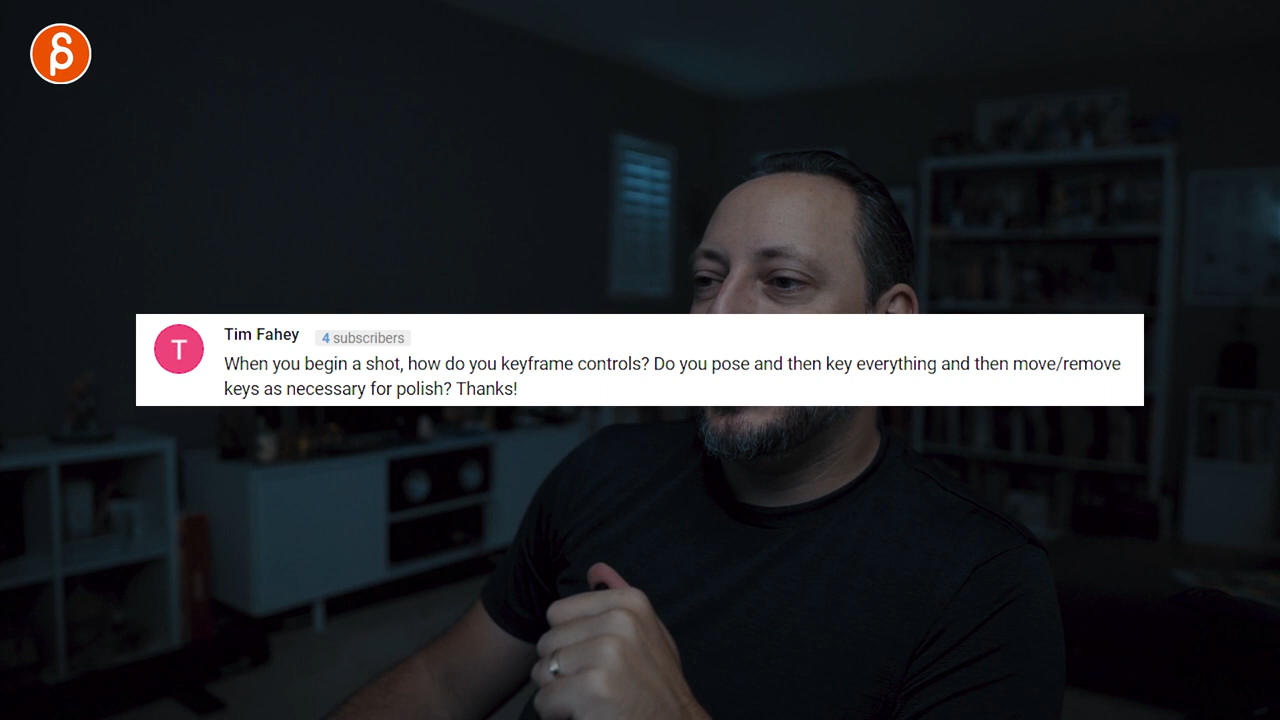 Tim Fahey 4 subscribers
T
When you begin a shot, how do you keyframe controls? Do you pose and then key everything and then move/remove
keys as necessary for polish? Thanks!